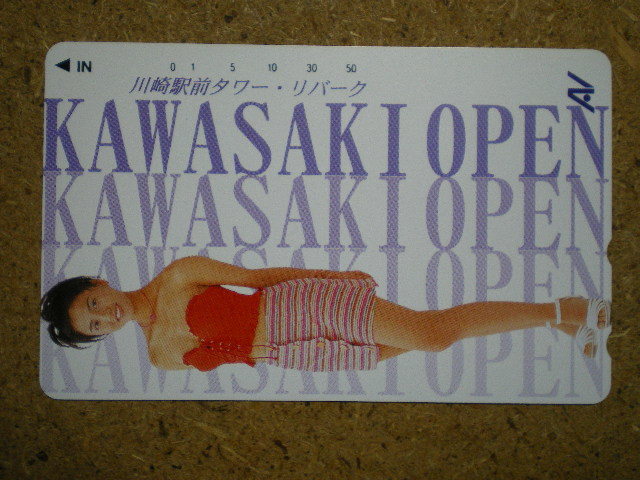 IN
0 1 5 10 30 50
川崎駅前タワー・リバーク
AV
KAWASAKI OPEN
KAWASAKI OPEN
KAWASAKI OPEN
KAWASAKI OPEN